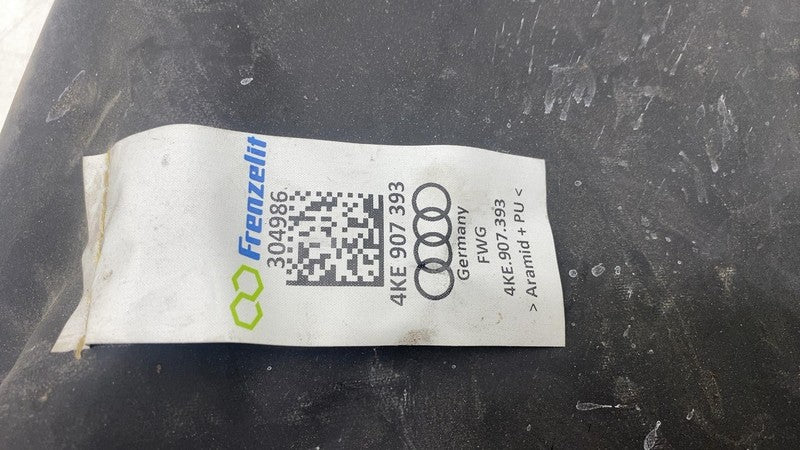 Frenzelit
304986
4KE 907 393
Germany
FWG
4KE.907.393
> Aramid + PU <